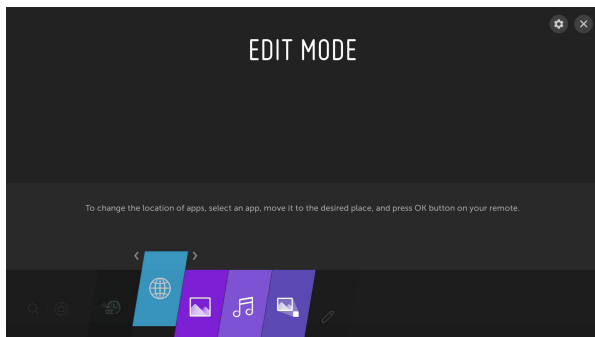 EDIT MODE
To change the location of apps, select an app, move it to the desired place, and press OK button on your remote.